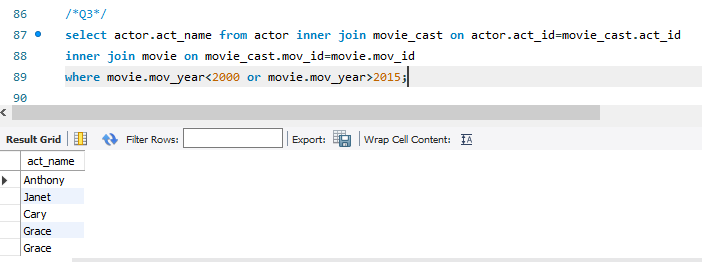 86 /*Q3*/
87 select actor.act_name from actor inner join movie_cast on actor.act_id=movie_cast.act_id
88 inner join movie on movie_cast.mov_id=movie.mov_id
89 where movie.mov_year<2000 or movie.mov_year>2015;
90
Result Grid Filter Rows: Export: Wrap Cell Content: IA
act_name
Anthony
Janet
Cary
Grace
Grace